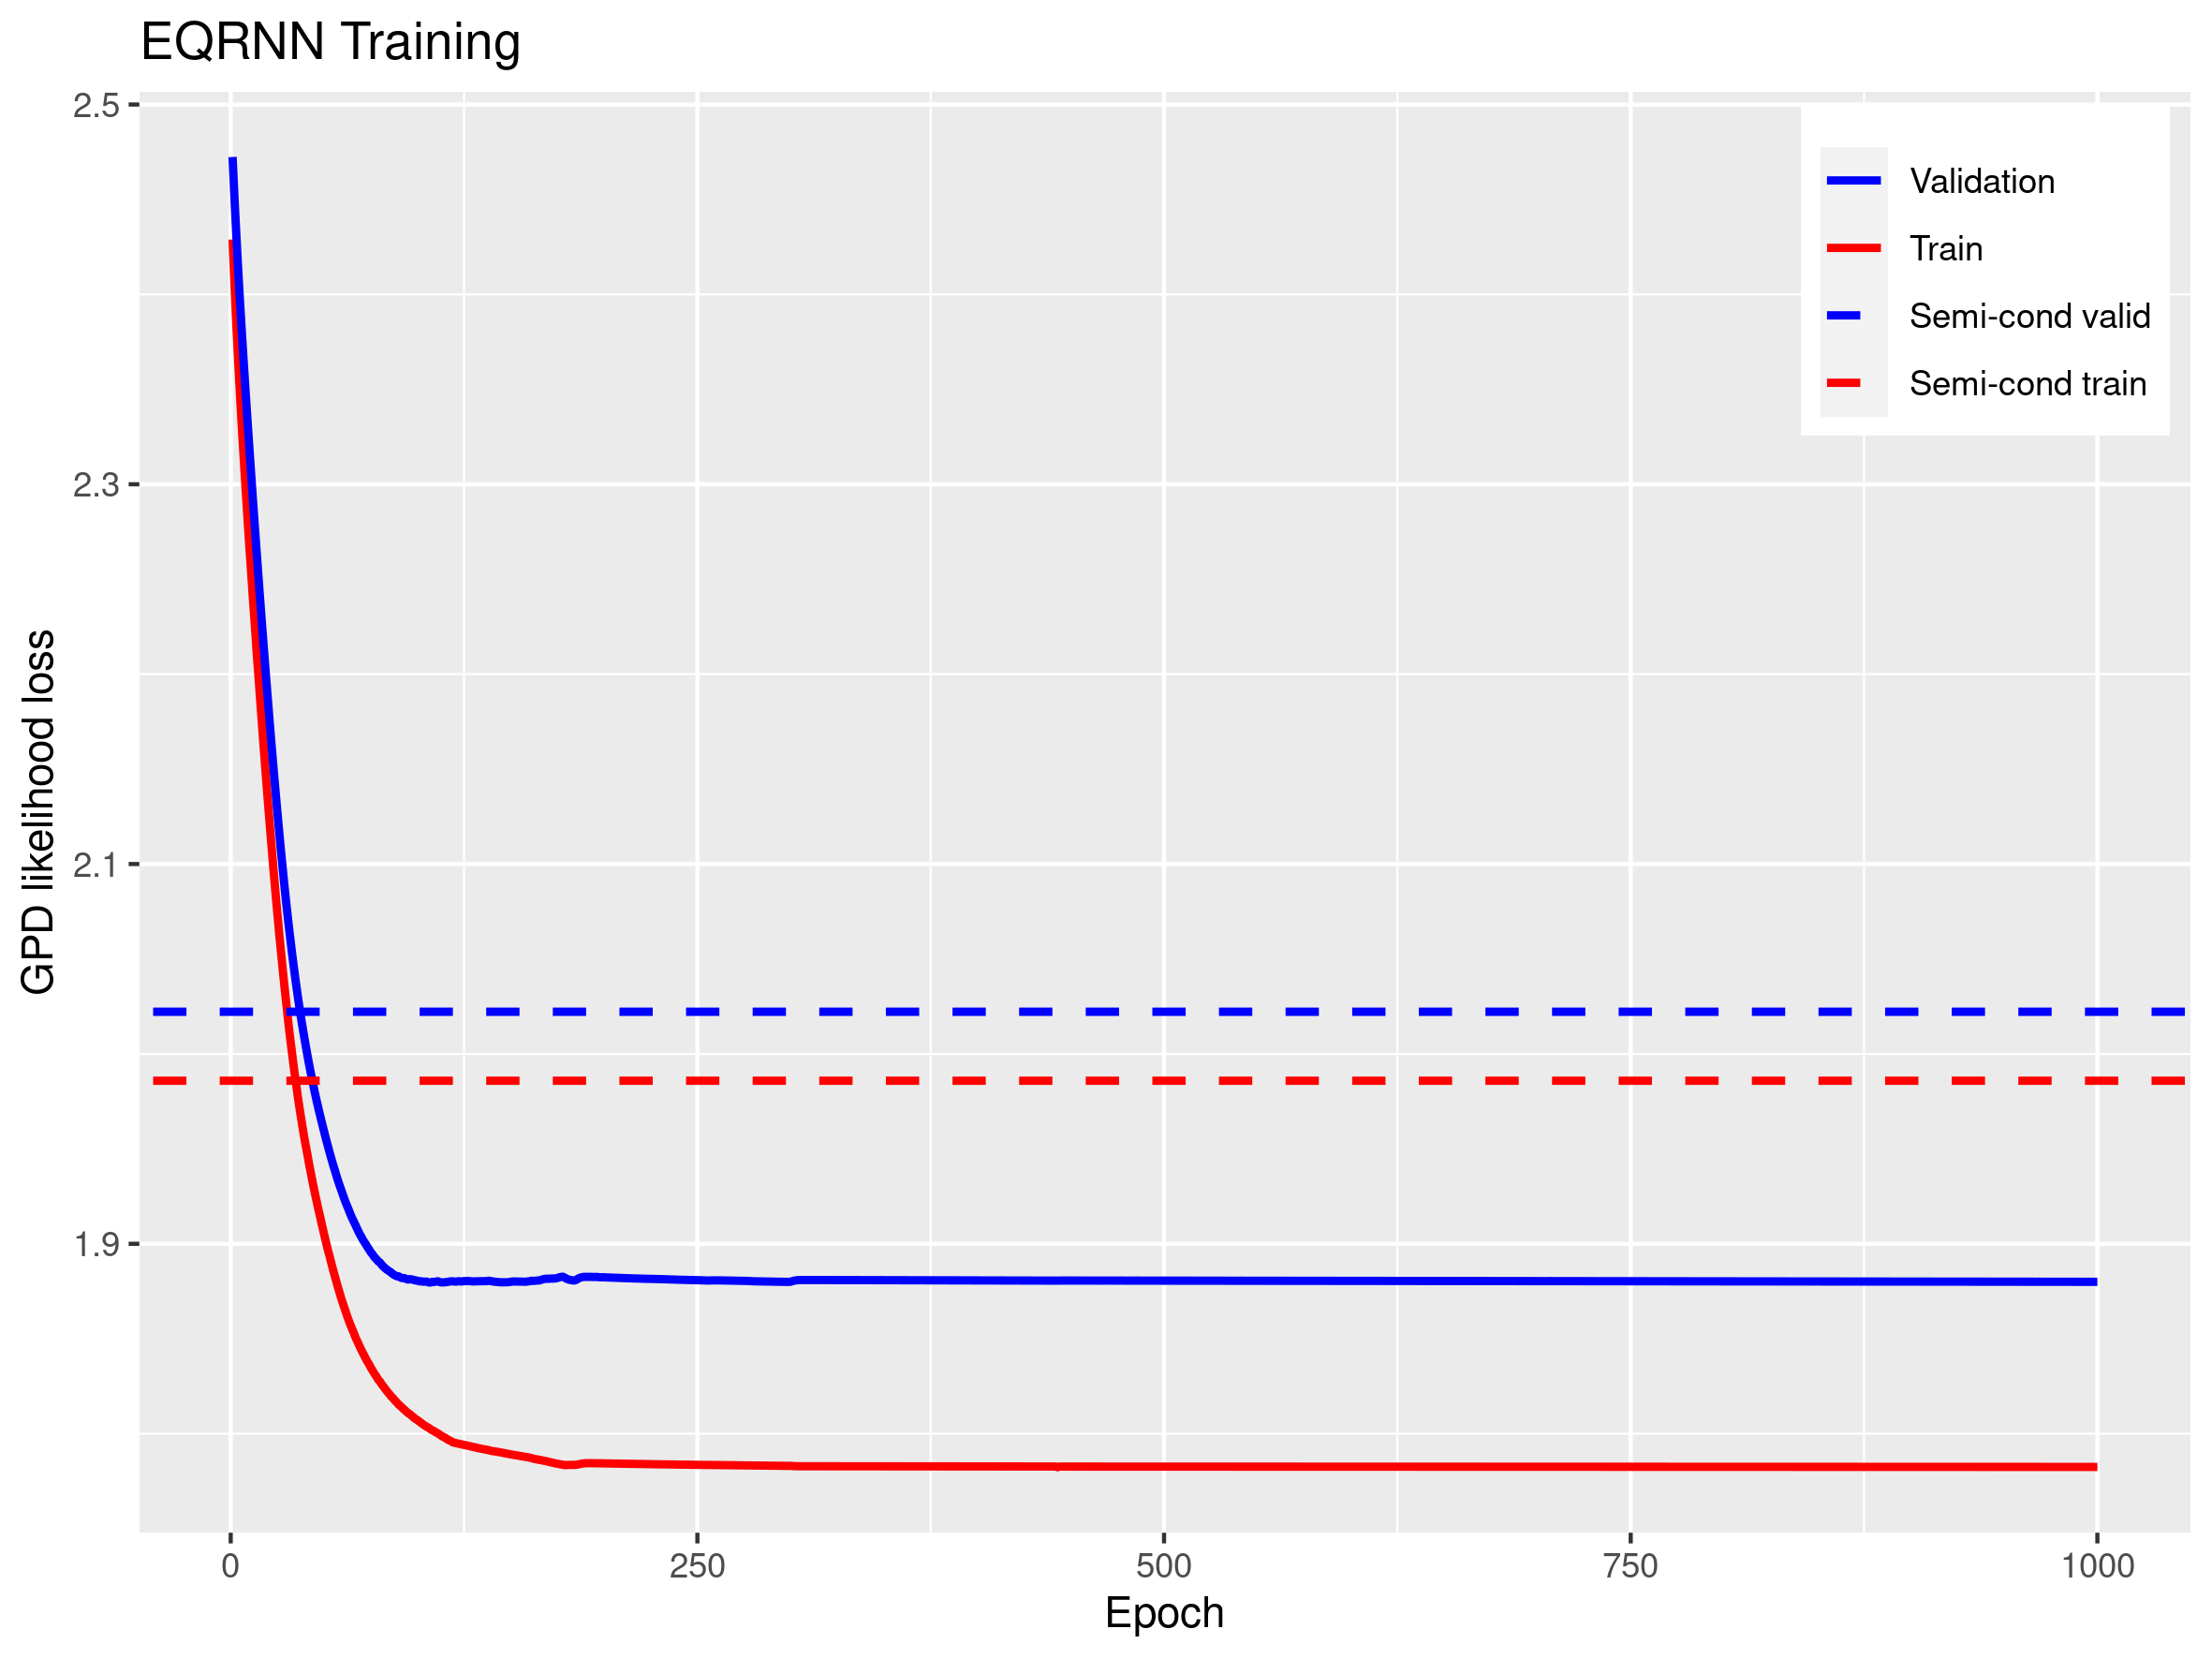 EQRNN Training
GPD likelihood loss
2.5
2.3
2.1
1.9
Validation
Train
Semi-cond valid
Semi-cond train
0
250
500
750
1000
Epoch